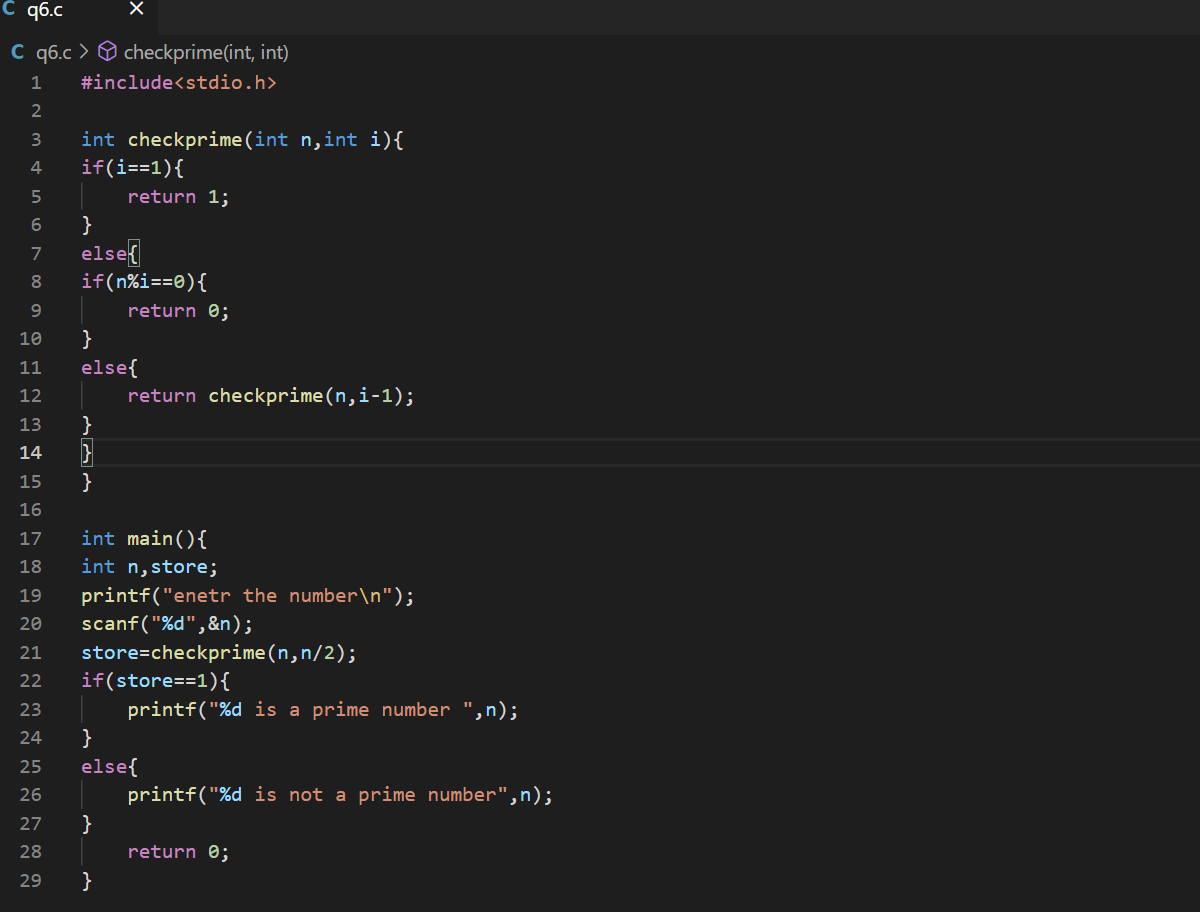 C q6.c ×
C q6.c > checkprime(int, int)
1 #include<stdio.h>
2
3 int checkprime(int n,int i){
4 if(i==1){
5     return 1;
6 }
7 else{
8 if(n%i==0){
9     return 0;
10 }
11 else{
12     return checkprime(n,i-1);
13 }
14 }
15 }
16
17 int main(){
18 int n,store;
19 printf("enetr the number\n");
20 scanf("%d",&n);
21 store=checkprime(n,n/2);
22 if(store==1){
23     printf("%d is a prime number ",n);
24 }
25 else{
26     printf("%d is not a prime number",n);
27 }
28     return 0;
29 }